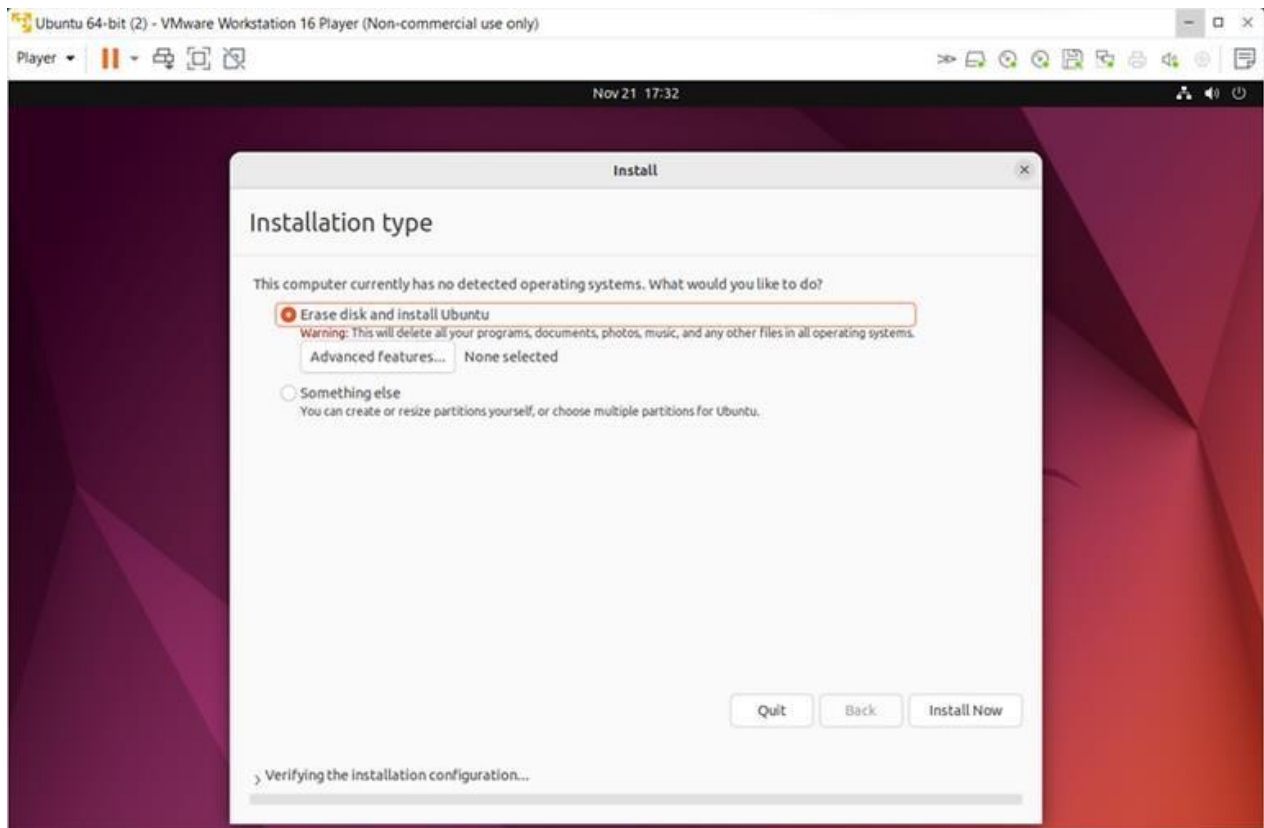 Ubuntu 64-bit (2) - VMware Workstation 16 Player (Non-commercial use only)
Player
Nov 21 17:32
Install
Installation type
This computer currently has no detected operating systems. What would you like to do?
Erase disk and install Ubuntu
Warning: This will delete all your programs, documents, photos, music, and any other files in all operating systems.
Advanced features... None selected
Something else
You can create or resize partitions yourself, or choose multiple partitions for Ubuntu.
Quit Back Install Now
Verifying the installation configuration...